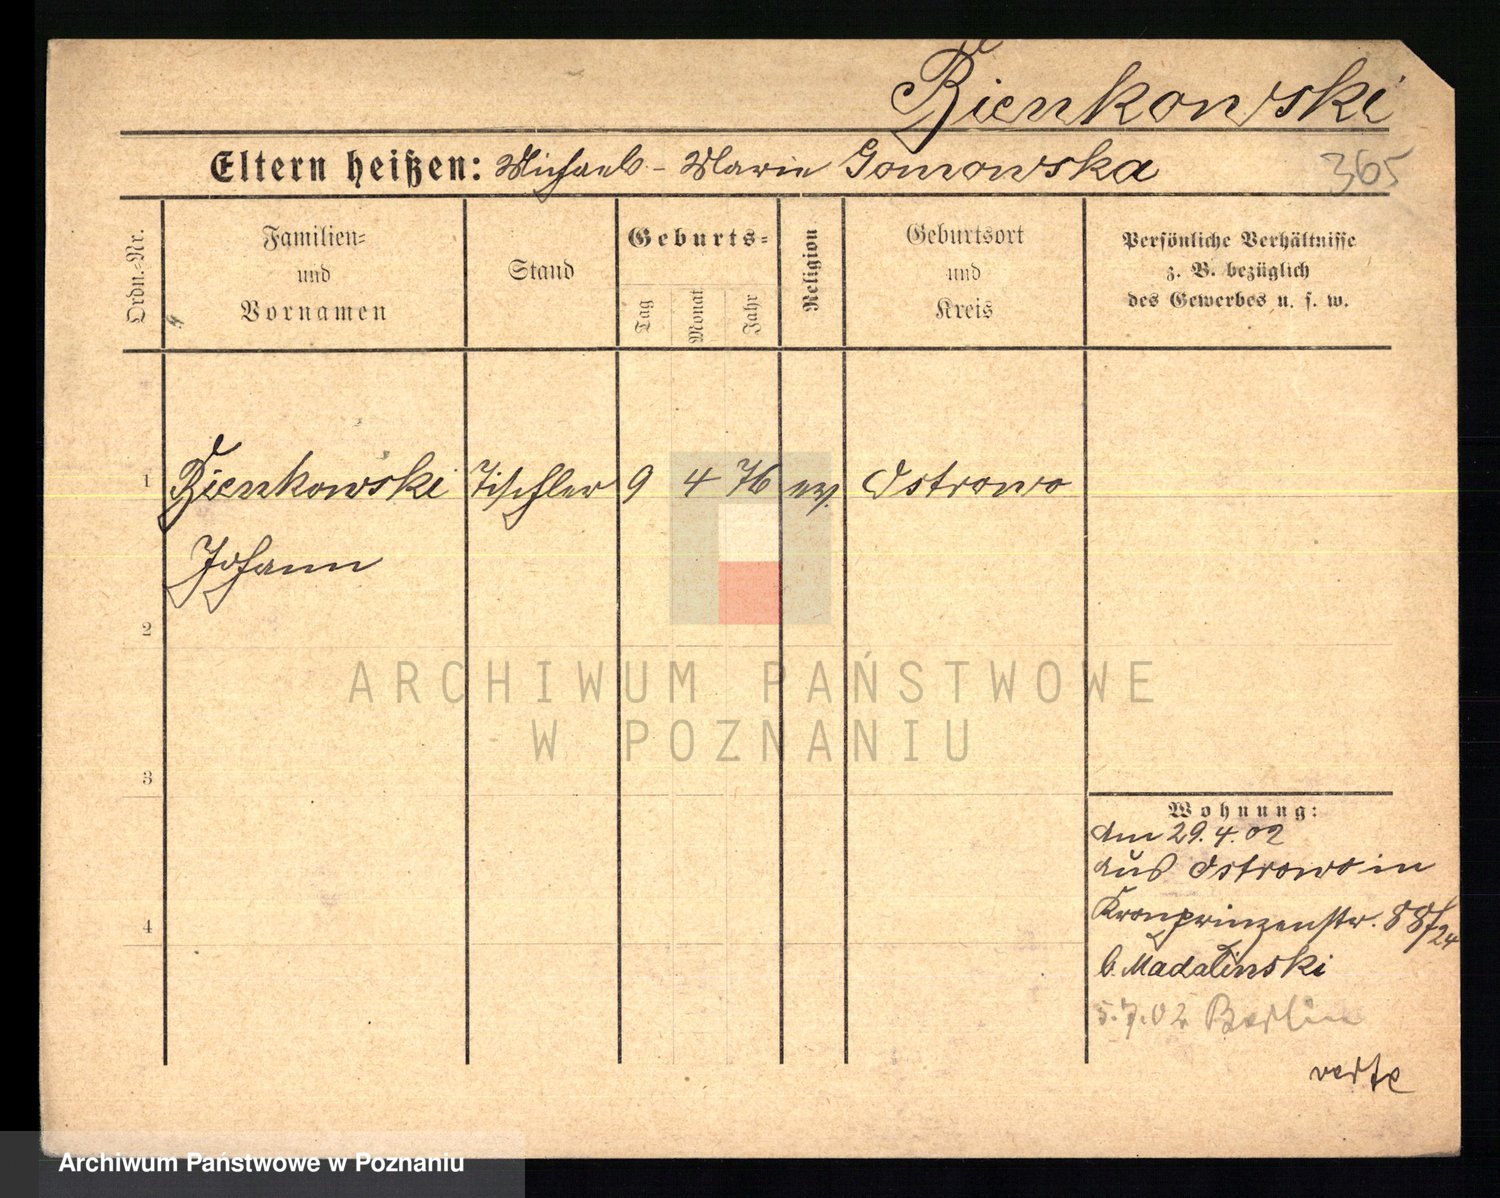 Bienkowski
Eltern heißen: Michael - Marie Gomowska
365
Ordn.-Nr.
Familien-
und
Vornamen
Stand
Geburts-
Tag
Monat
Jahr
Religion
Geburtsort
und
Kreis
Persönliche Verhältnisse
z. B. bezüglich
des Gewerbes u. s. w.
1 Bienkowski Tischler 9 4 76 ev. Ostrowo
Johann
2
3
4
ARCHIWUM PAŃSTWOWE
W POZNANIU
Wohnung:
Am 29.4.02
aus Ostrowo in
Kronprinzenstr. 88/24
b. Madalinski
5.7.02 Berlin
verte
Archiwum Państwowe w Poznaniu